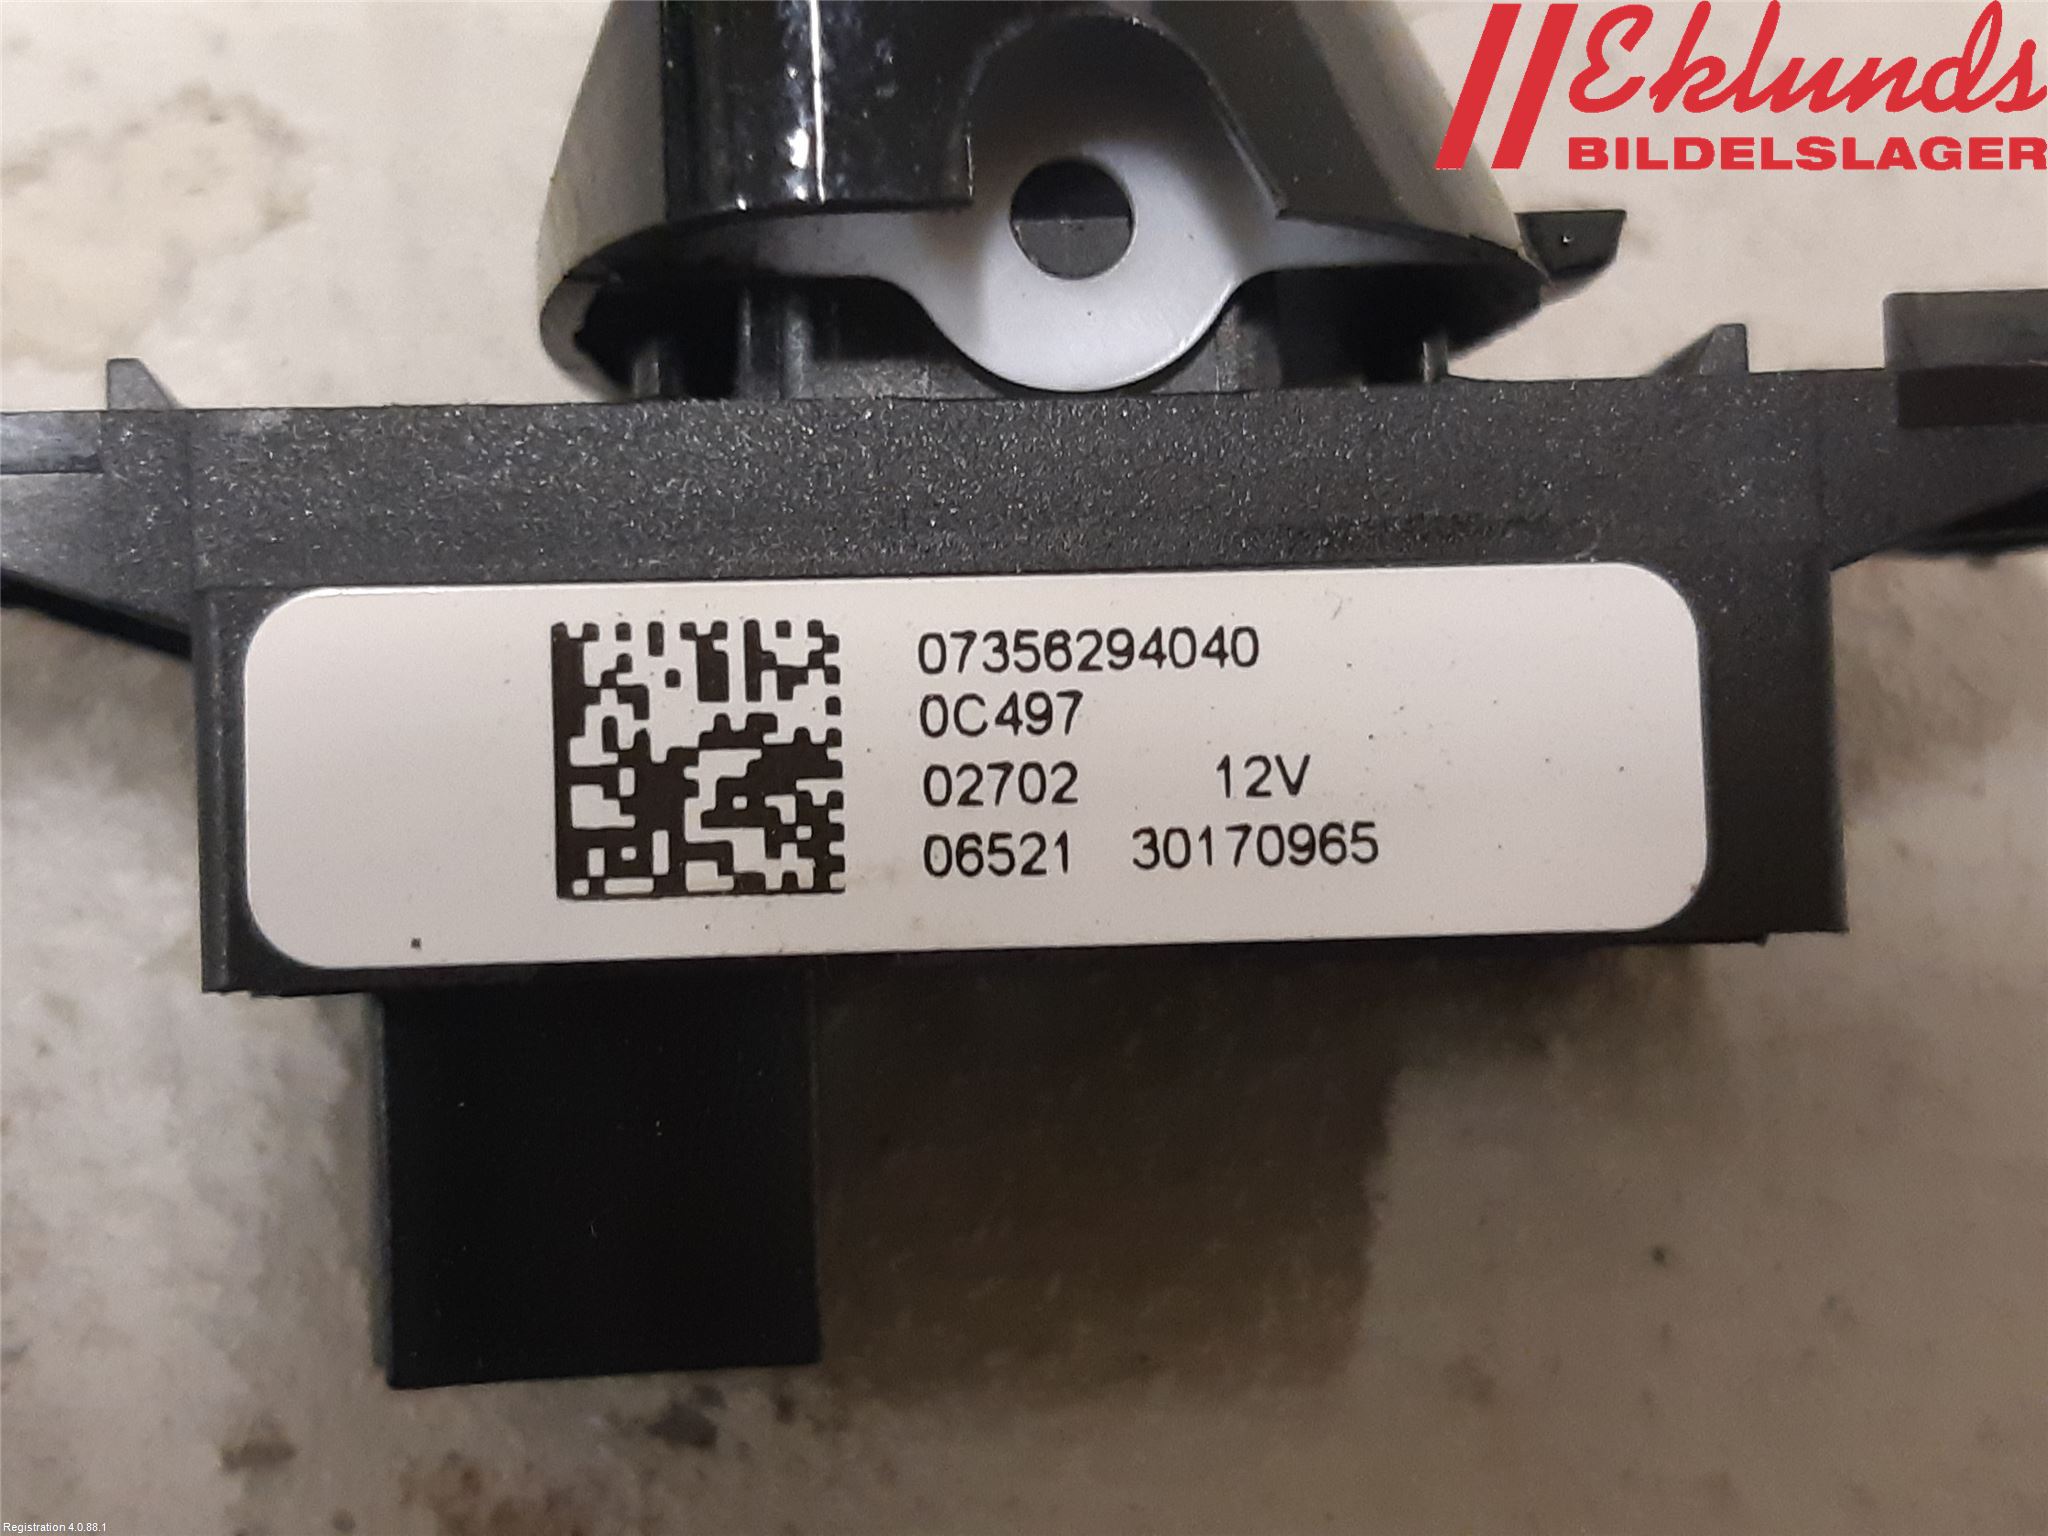 Eklunds
BILDELSLAGER
07356294040
0C497
02702 12V
06521 30170965
Registration 4.0.88.1